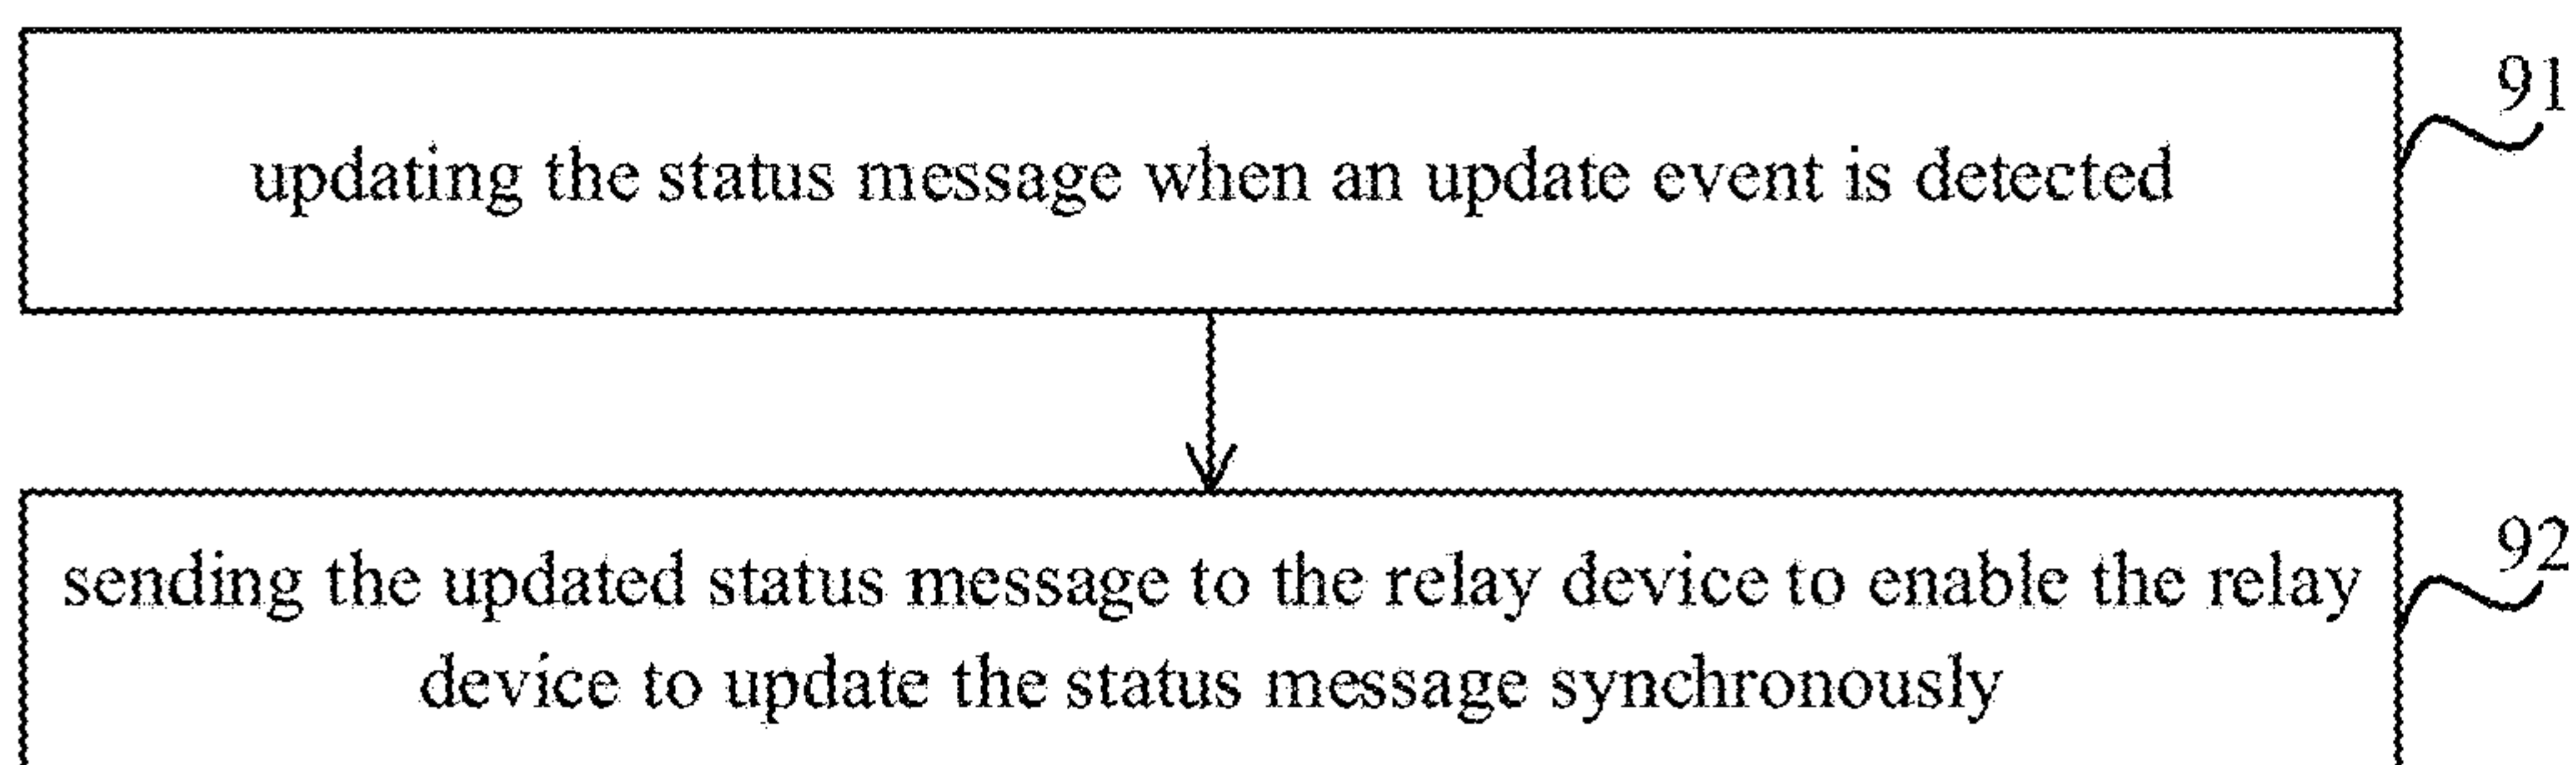 91
updating the status message when an update event is detected
92
sending the updated status message to the relay device to enable the relay
device to update the status message synchronously